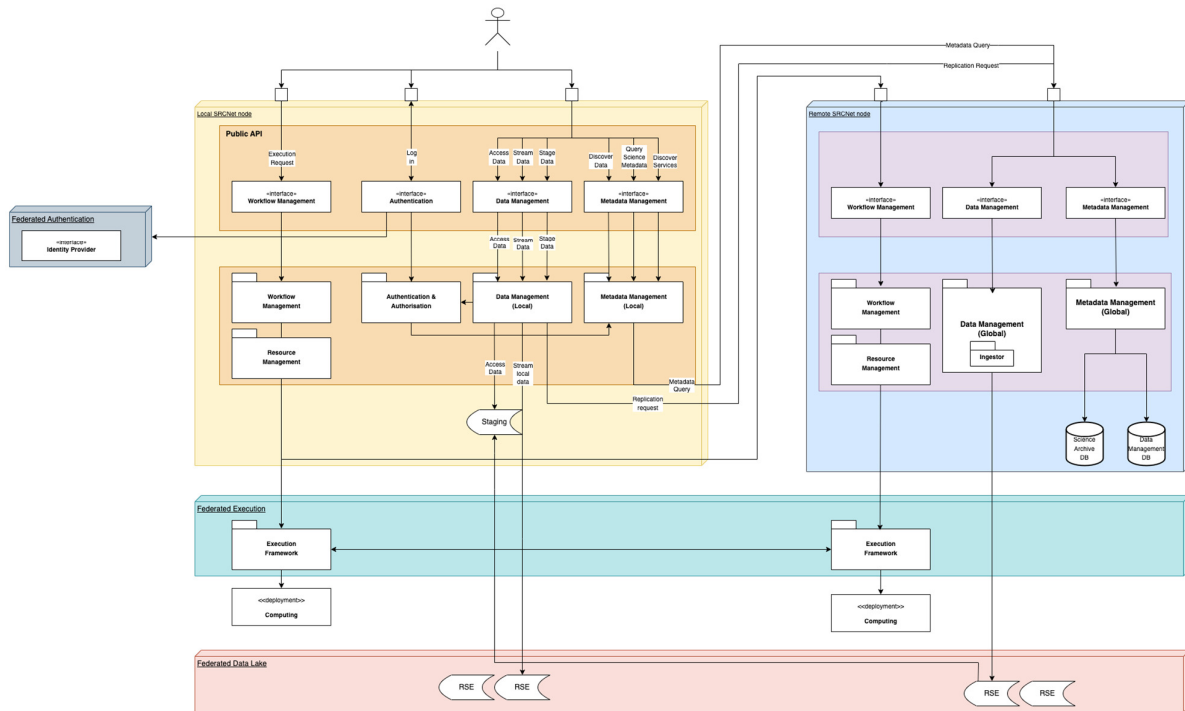 Metadata Query
Replication Request
Local SRCNet node
Remote SRCNet node
Public API
Execution
Request
Log
in
Access
Data
Stream
Data
Stage
Data
Discover
Data
Query
Science
Metadata
Discover
Services
«interface»
Workflow Management
«interface»
Authentication
«interface»
Data Management
«interface»
Metadata Management
«interface»
Workflow Management
«interface»
Data Management
«interface»
Metadata Management
Federated Authentication
«interface»
Identity Provider
Access
Data
Stream
Data
Stage
Data
Workflow
Management
Authentication &
Authorisation
Data Management
(Local)
Metadata Management
(Local)
Workflow
Management
Data Management
(Global)
Ingestor
Metadata Management
(Global)
Resource
Management
Resource
Management
Access
Data
Stream
local
data
Metadata
Query
Replication
request
Staging
Science
Archive
DB
Data
Management
DB
Federated Execution
Execution
Framework
Execution
Framework
<<deployment>>
Computing
<<deployment>>
Computing
Federated Data Lake
RSE
RSE
RSE
RSE